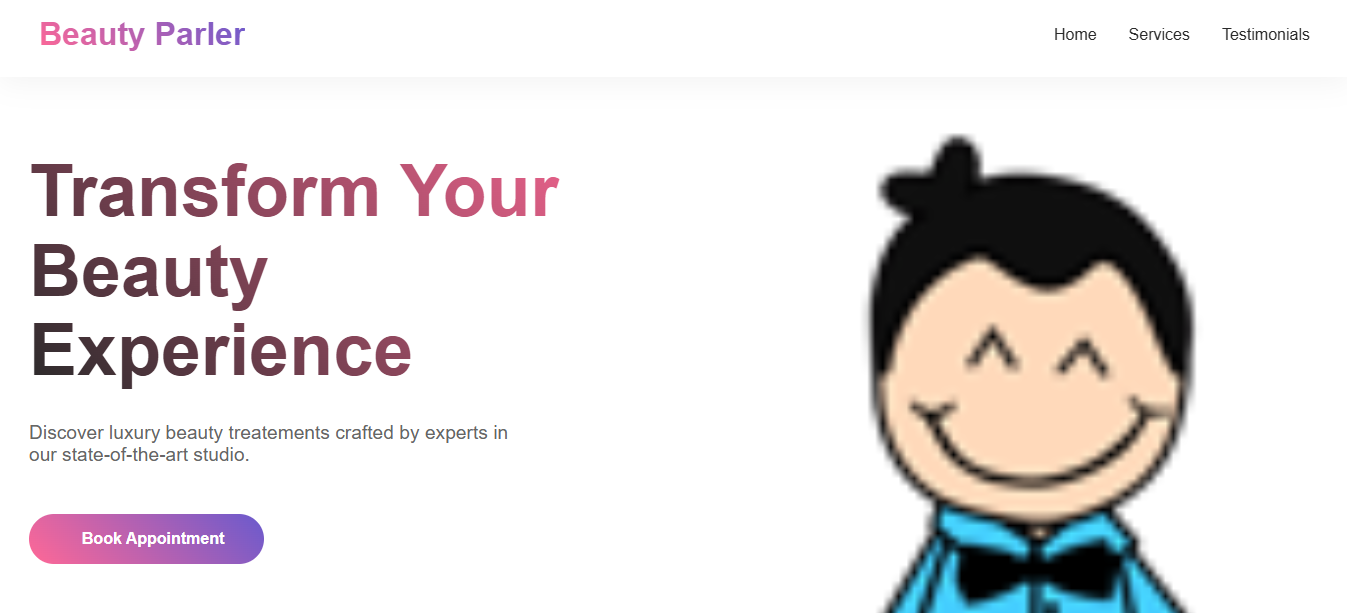 Beauty Parler
Home Services Testimonials
Transform Your
Beauty
Experience
Discover luxury beauty treatements crafted by experts in
our state-of-the-art studio.
Book Appointment